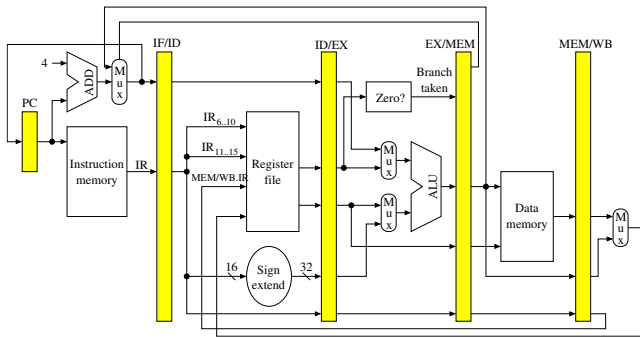 IF/ID
ID/EX
EX/MEM
MEM/WB
4
ADD
M
u
x
PC
Instruction
memory
IR
IR6..10
IR11..15
MEM/WB.IR
Register
file
16
Sign
extend
32
Zero?
Branch
taken
M
u
x
M
u
x
ALU
Data
memory
M
u
x